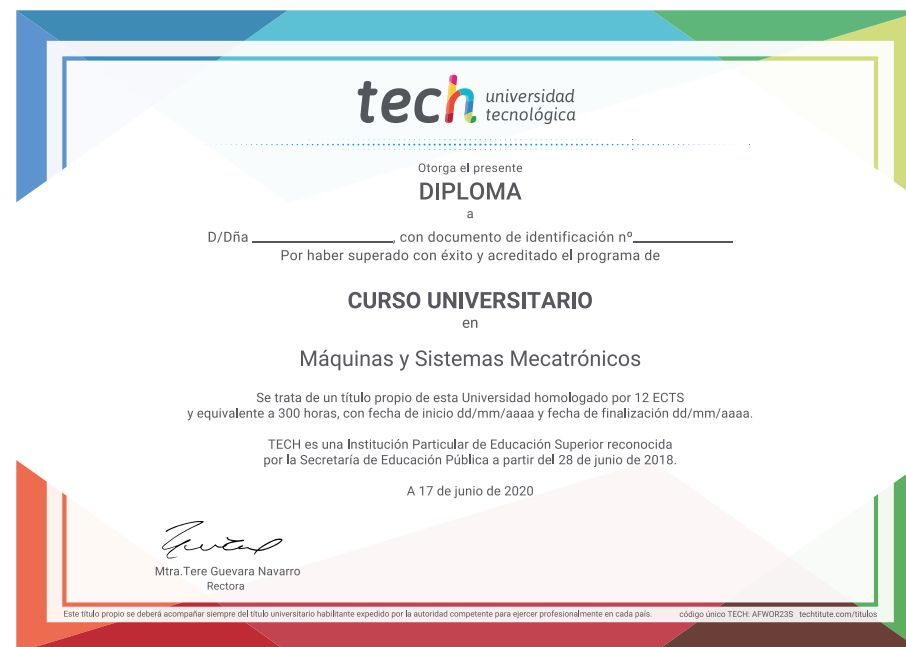 tech universidad
tecnológica
Otorga el presente
DIPLOMA
a
D/Dña ____________________, con documento de identificación nº______________
Por haber superado con éxito y acreditado el programa de
CURSO UNIVERSITARIO
en
Máquinas y Sistemas Mecatrónicos
Se trata de un título propio de esta Universidad homologado por 12 ECTS
y equivalente a 300 horas, con fecha de inicio dd/mm/aaaa y fecha de finalización dd/mm/aaaa.
TECH es una Institución Particular de Educación Superior reconocida
por la Secretaría de Educación Pública a partir del 28 de junio de 2018.
A 17 de junio de 2020
Mtra.Tere Guevara Navarro
Rectora
Este título propio se deberá acompañar siempre del título universitario habilitante expedido por la autoridad competente para ejercer profesionalmente en cada país. código único TECH: AFWOR23S techtitute.com/títulos